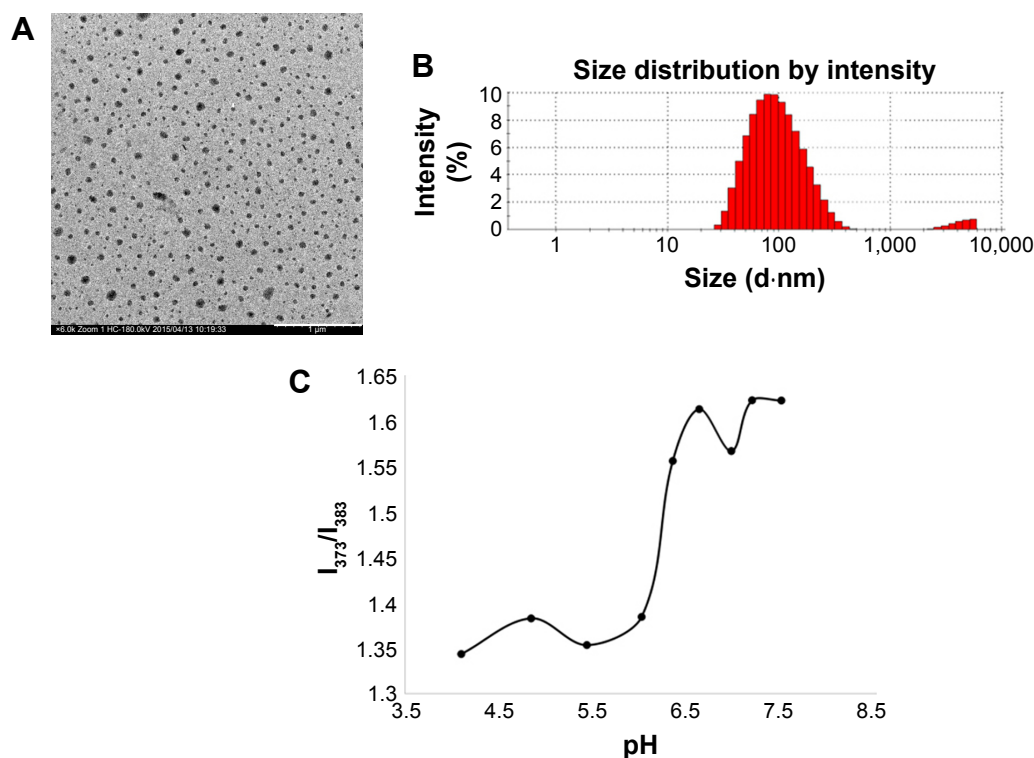 A
×6.0k Zoom 1 HC-180.0kV 2015/04/13 10:19:33
1 µm
B
Size distribution by intensity
Intensity
(%)
10
8
6
4
2
0
1
10
100
1,000
10,000
Size (d·nm)
C
I373/I383
1.65
1.6
1.55
1.5
1.45
1.4
1.35
1.3
3.5
4.5
5.5
6.5
7.5
8.5
pH